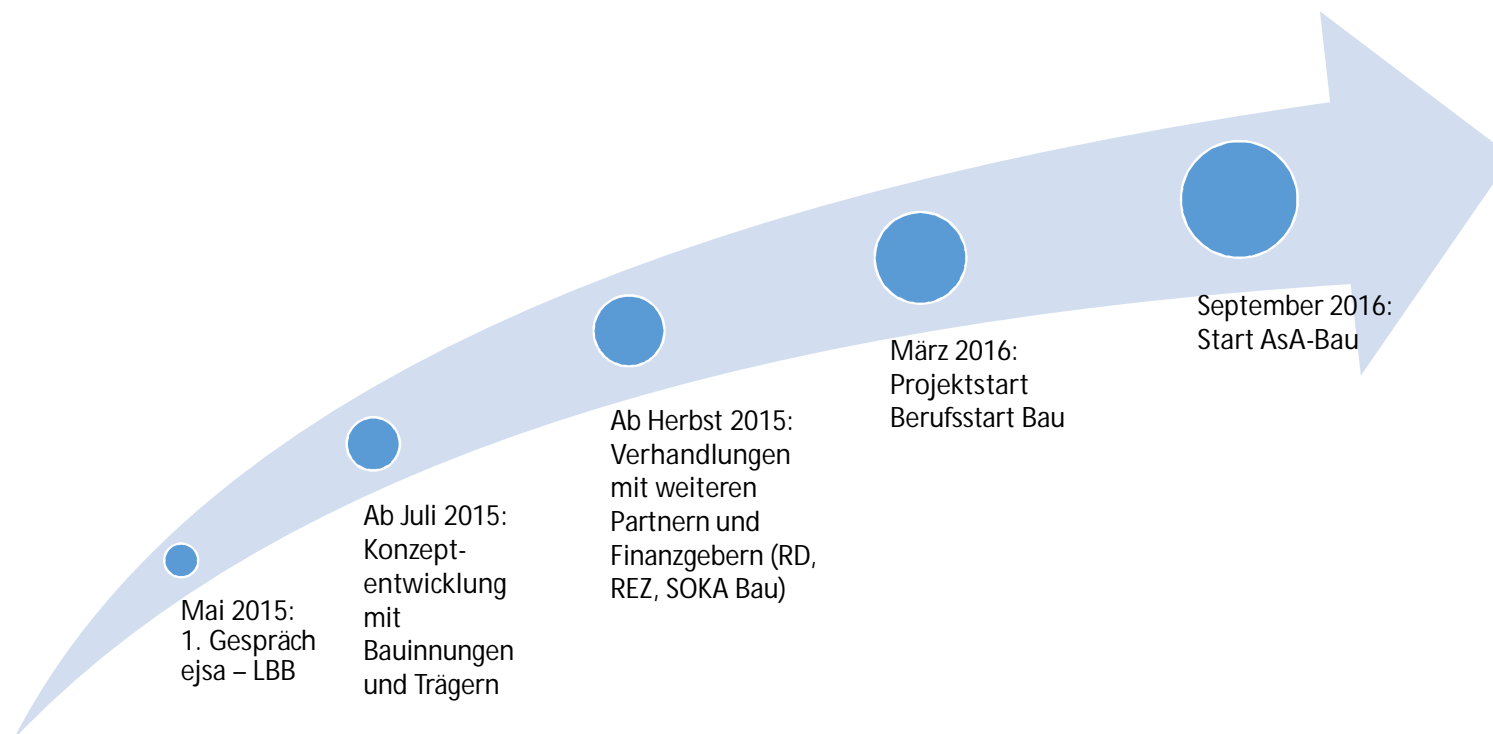 Mai 2015:
1. Gespräch
ejsa – LBB
Ab Juli 2015:
Konzept-
entwicklung
mit
Bauinnungen
und Trägern
Ab Herbst 2015:
Verhandlungen
mit weiteren
Partnern und
Finanzgebern (RD,
REZ, SOKA Bau)
März 2016:
Projektstart
Berufsstart Bau
September 2016:
Start AsA-Bau